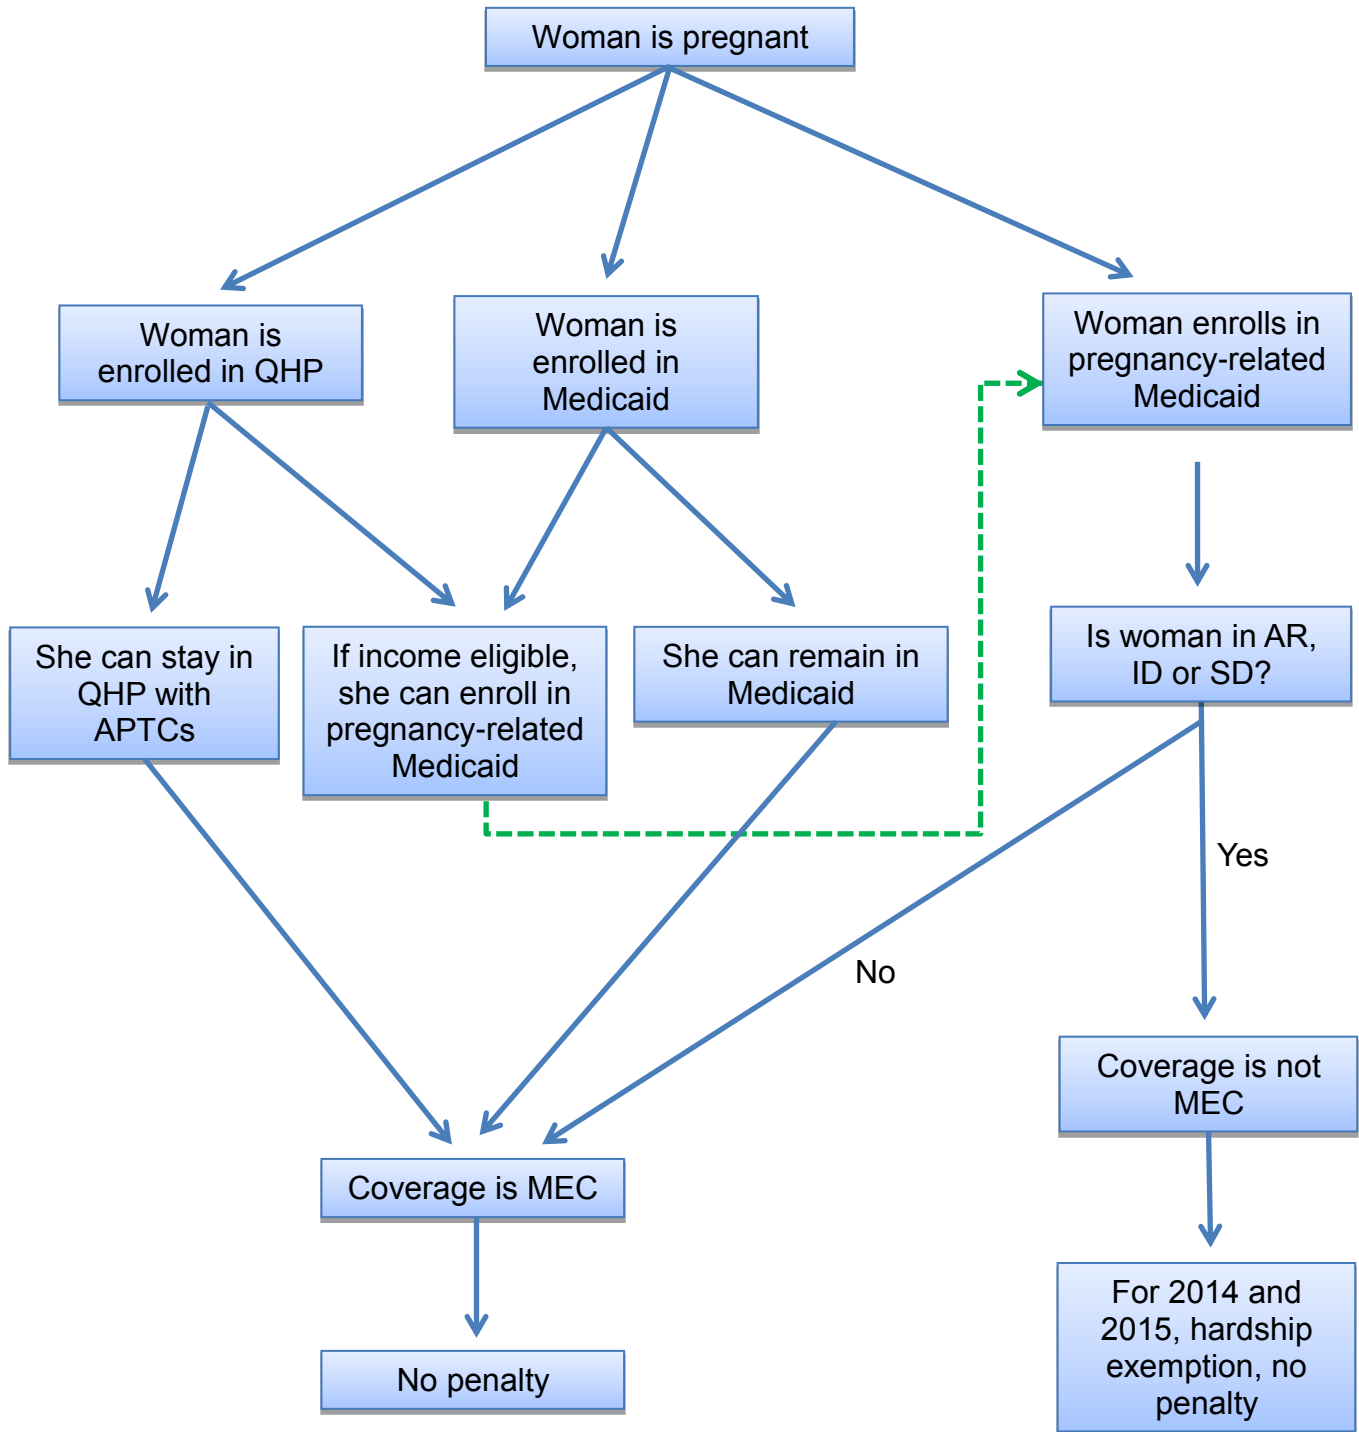 Woman is pregnant
Woman is
enrolled in QHP
Woman is
enrolled in
Medicaid
Woman enrolls in
pregnancy-related
Medicaid
She can stay in
QHP with
APTCs
If income eligible,
she can enroll in
pregnancy-related
Medicaid
She can remain in
Medicaid
Is woman in AR,
ID or SD?
Yes
No
Coverage is not
MEC
Coverage is MEC
For 2014 and
2015, hardship
exemption, no
penalty
No penalty